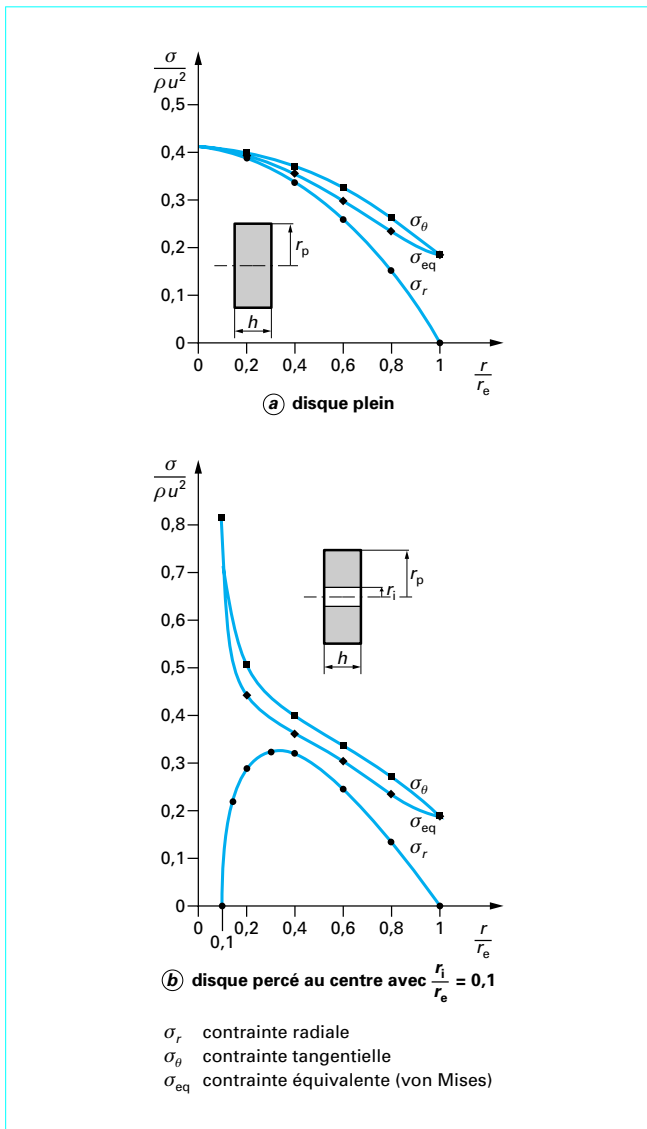 σ
ρu²
0,5
0,4
0,3
0,2
0,1
0
σθ
σeq
σr
rp
h
0 0,2 0,4 0,6 0,8 1 r
re
a disque plein
σ
ρu²
0,8
0,7
0,6
0,5
0,4
0,3
0,2
0,1
0
rp
ri
h
σθ
σeq
σr
0 0,2 0,4 0,6 0,8 1 r
0,1 re
b disque percé au centre avec ri/re = 0,1
σr contrainte radiale
σθ contrainte tangentielle
σeq contrainte équivalente (von Mises)